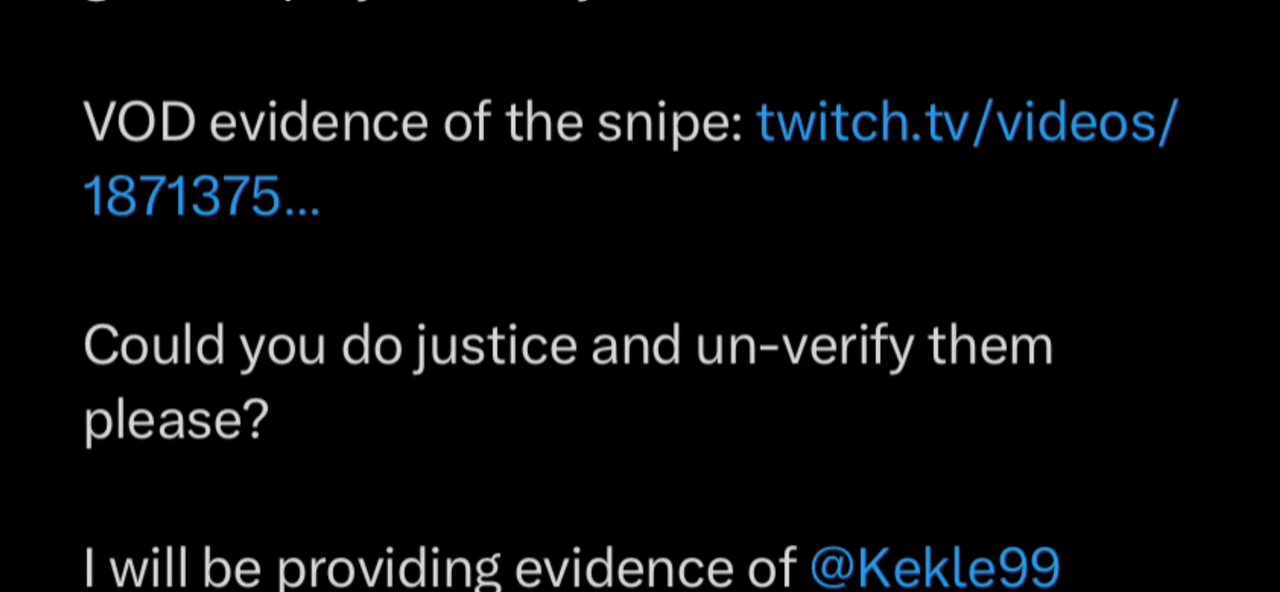 VOD evidence of the snipe: twitch.tv/videos/
1871375...
Could you do justice and un-verify them
please?
I will be providing evidence of @Kekle99